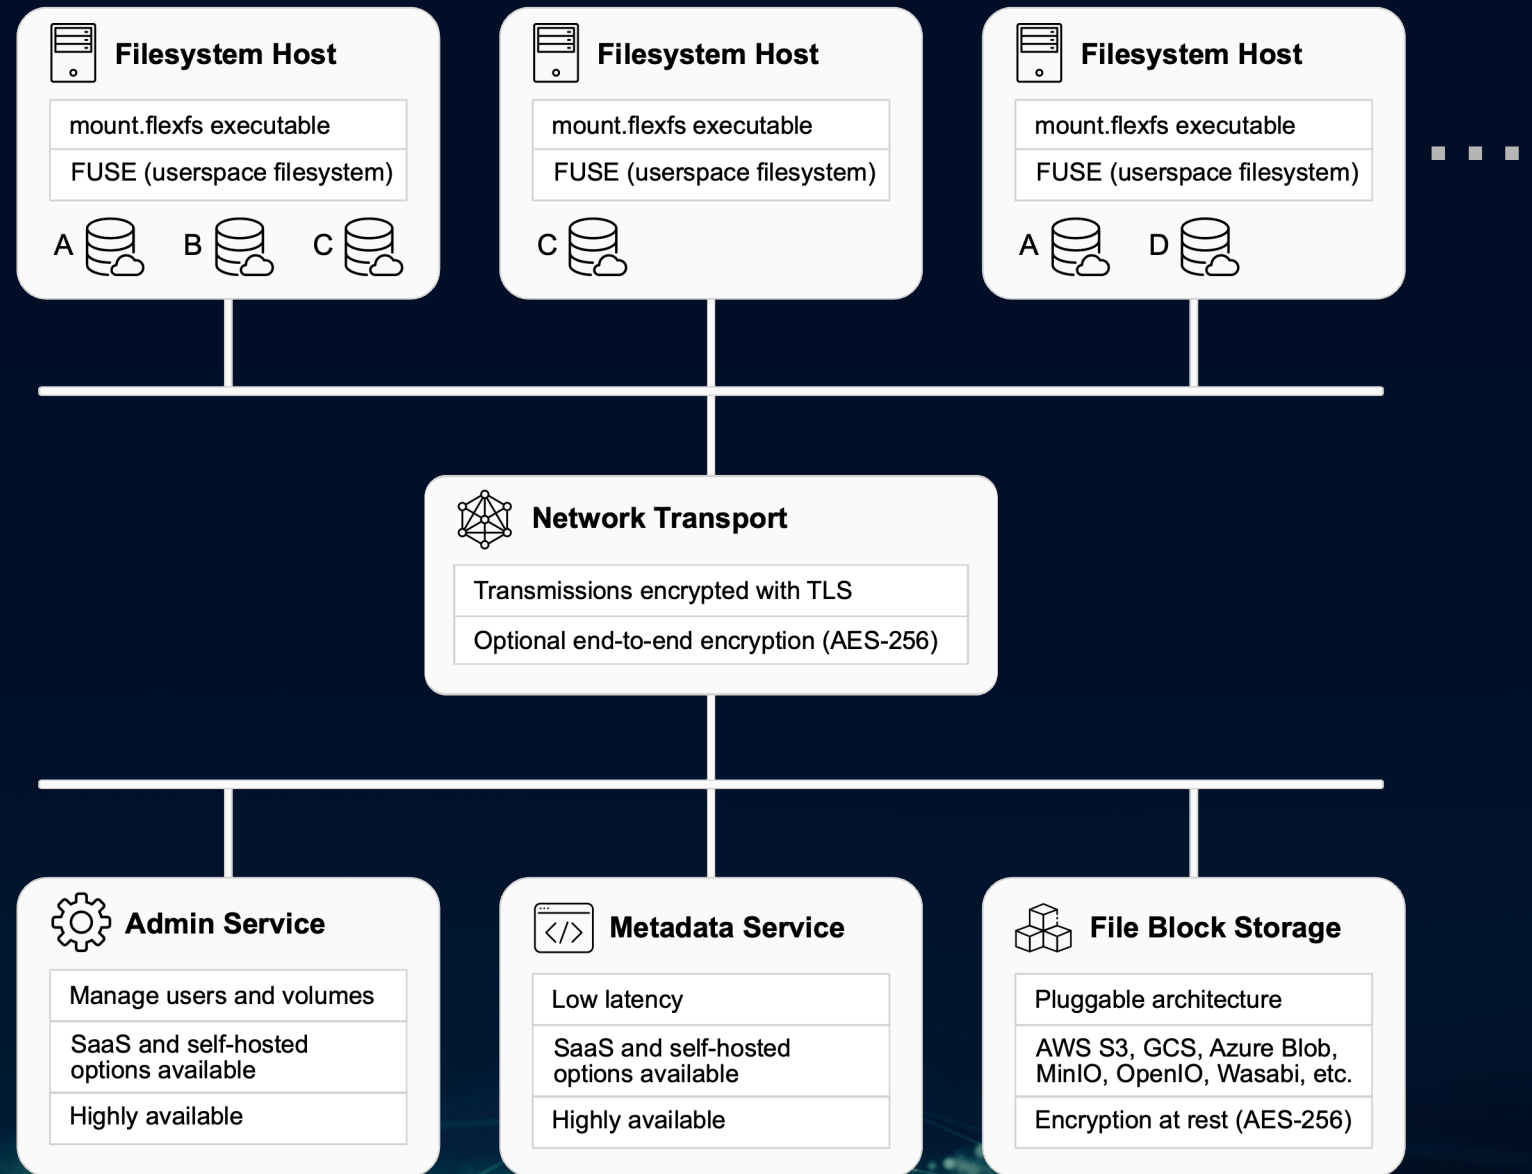 Filesystem Host
mount.flexfs executable
FUSE (userspace filesystem)
A B C
Filesystem Host
mount.flexfs executable
FUSE (userspace filesystem)
C
Filesystem Host
mount.flexfs executable
FUSE (userspace filesystem)
A D
Network Transport
Transmissions encrypted with TLS
Optional end-to-end encryption (AES-256)
Admin Service
Manage users and volumes
SaaS and self-hosted
options available
Highly available
Metadata Service
Low latency
SaaS and self-hosted
options available
Highly available
File Block Storage
Pluggable architecture
AWS S3, GCS, Azure Blob,
MinIO, OpenIO, Wasabi, etc.
Encryption at rest (AES-256)